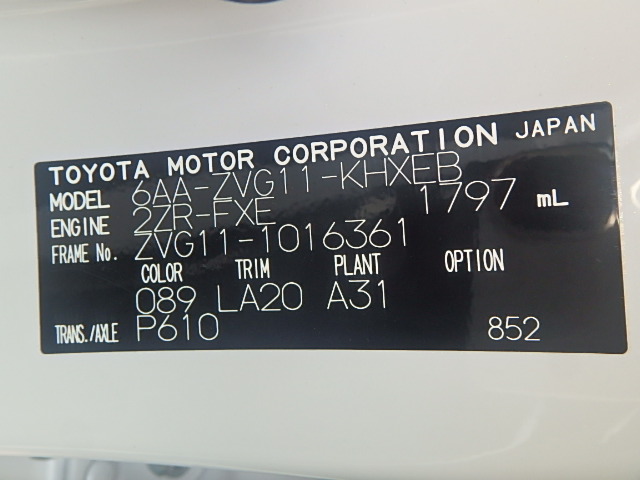 TOYOTA MOTOR CORPORATION JAPAN
MODEL 6AA-ZVG11-KHXEB
ENGINE 2ZR-FXE 1797 mL
FRAME No. ZVG11-1016361
COLOR TRIM PLANT OPTION
089 LA20 A31
TRANS./AXLE P610 852